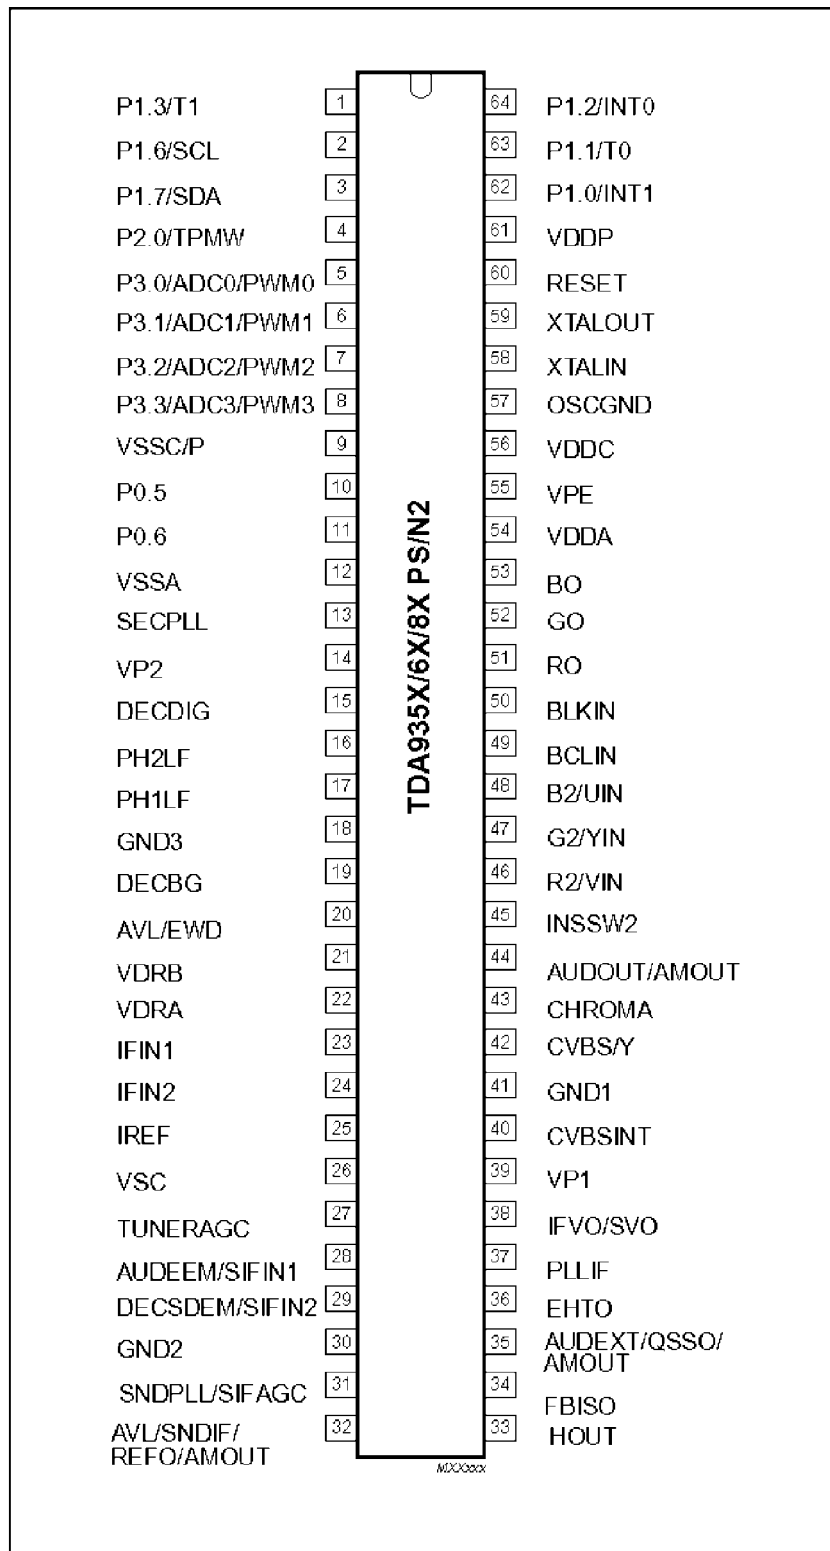 P1.3/T1 1 64 P1.2/INT0
P1.6/SCL 2 63 P1.1/T0
P1.7/SDA 3 62 P1.0/INT1
P2.0/TPMW 4 61 VDDP
P3.0/ADC0/PWM0 5 60 RESET
P3.1/ADC1/PWM1 6 59 XTALOUT
P3.2/ADC2/PWM2 7 58 XTALIN
P3.3/ADC3/PWM3 8 57 OSCGND
VSSC/P 9 56 VDDC
P0.5 10 55 VPE
P0.6 11 54 VDDA
VSSA 12 53 BO
SECPLL 13 52 GO
VP2 14 51 RO
DECDIG 15 50 BLKIN
PH2LF 16 49 BCLIN
PH1LF 17 48 B2/UIN
GND3 18 47 G2/YIN
DECBG 19 46 R2/VIN
AVL/EWD 20 45 INSSW2
VDRB 21 44 AUDOUT/AMOUT
VDRA 22 43 CHROMA
IFIN1 23 42 CVBS/Y
IFIN2 24 41 GND1
IREF 25 40 CVBSINT
VSC 26 39 VP1
TUNERAGC 27 38 IFVO/SVO
AUDEEM/SIFIN1 28 37 PLLIF
DECSDEM/SIFIN2 29 36 EHTO
GND2 30 35 AUDEXT/QSSO/
AMOUT
SNDPLL/SIFAGC 31 34 FBISO
AVL/SNDIF/ 32 33 HOUT
REFO/AMOUT
TDA935X/6X/8X PS/N2
MXXxxx